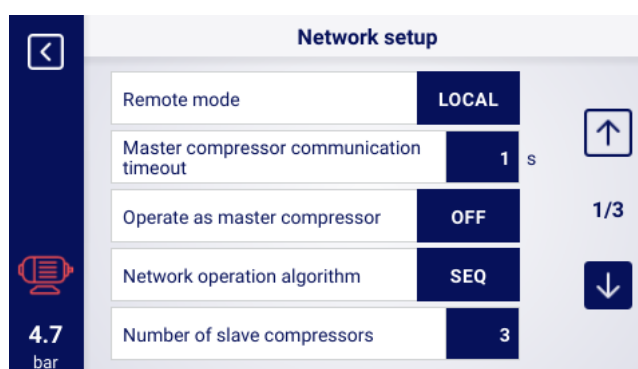 Network setup
Remote mode LOCAL
Master compressor communication
timeout 1 s
Operate as master compressor OFF
1/3
Network operation algorithm SEQ
Number of slave compressors 3
4.7
bar